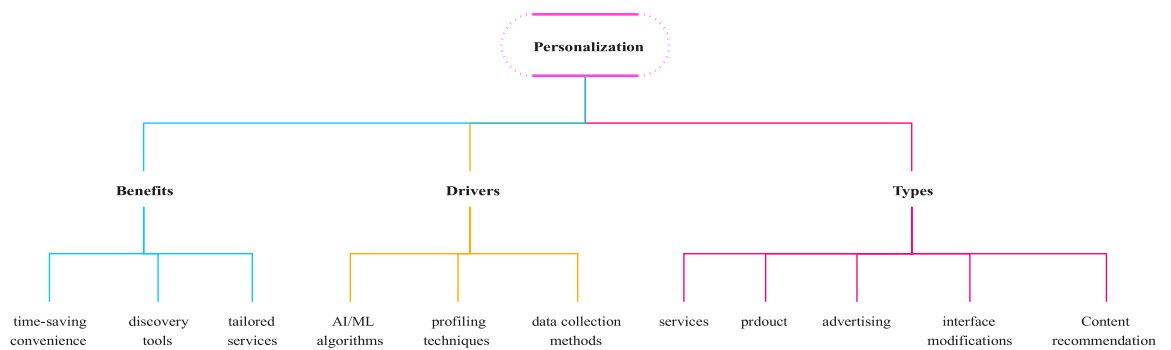 Personalization
Benefits
Drivers
Types
time-saving
convenience
discovery
tools
tailored
services
AI/ML
algorithms
profiling
techniques
data collection
methods
services
prdouct
advertising
interface
modifications
Content
recommendation